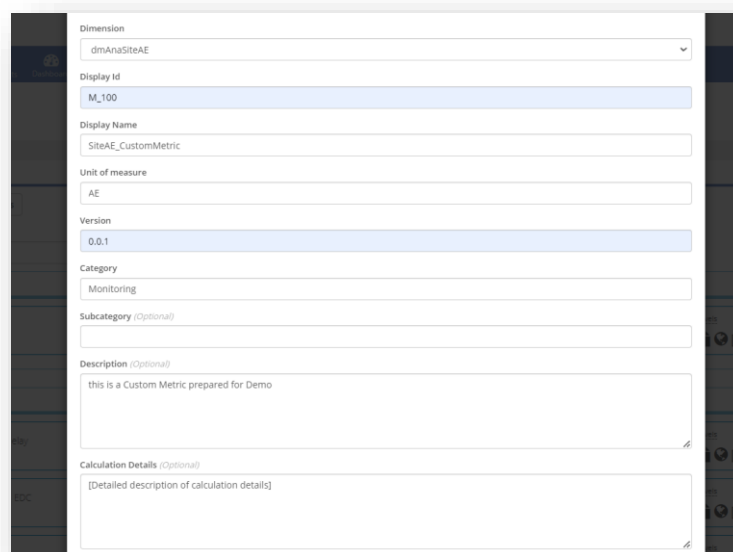 Dimension
dmAnaSiteAE
Display Id
M_100
Display Name
SiteAE_CustomMetric
Unit of measure
AE
Version
0.0.1
Category
Monitoring
Subcategory (Optional)
Description (Optional)
this is a Custom Metric prepared for Demo
Calculation Details (Optional)
[Detailed description of calculation details]
EDC